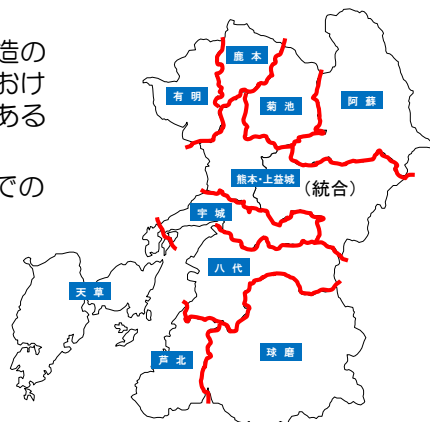 造の
おけ
ある
での
鹿本
有明
菊池
阿蘇
熊本・上益城
(統合)
宇城
八代
天草
芦北
球磨